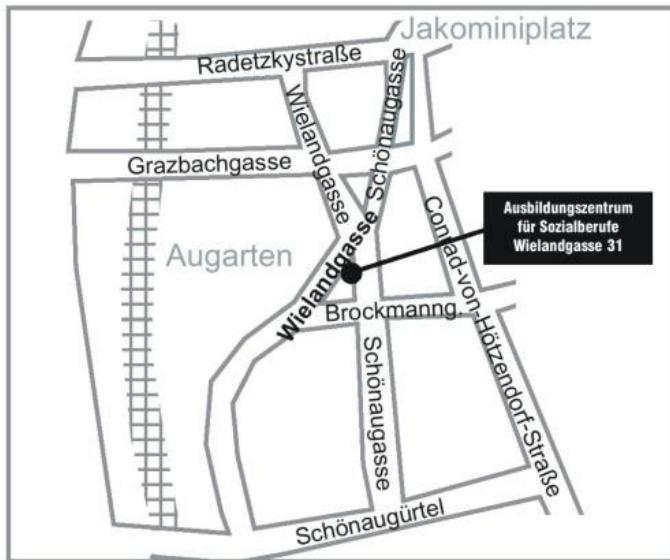 Jakominiplatz
Radetzkystraße
Wielandgasse
Schönaugasse
Grazbachgasse
Ausbildungszentrum
für Sozialberufe
Wielandgasse 31
Augarten
Wielandgasse
Conrad-von-Hötzendorf-Straße
Brockmanng.
Schönaugasse
Schönaugürtel